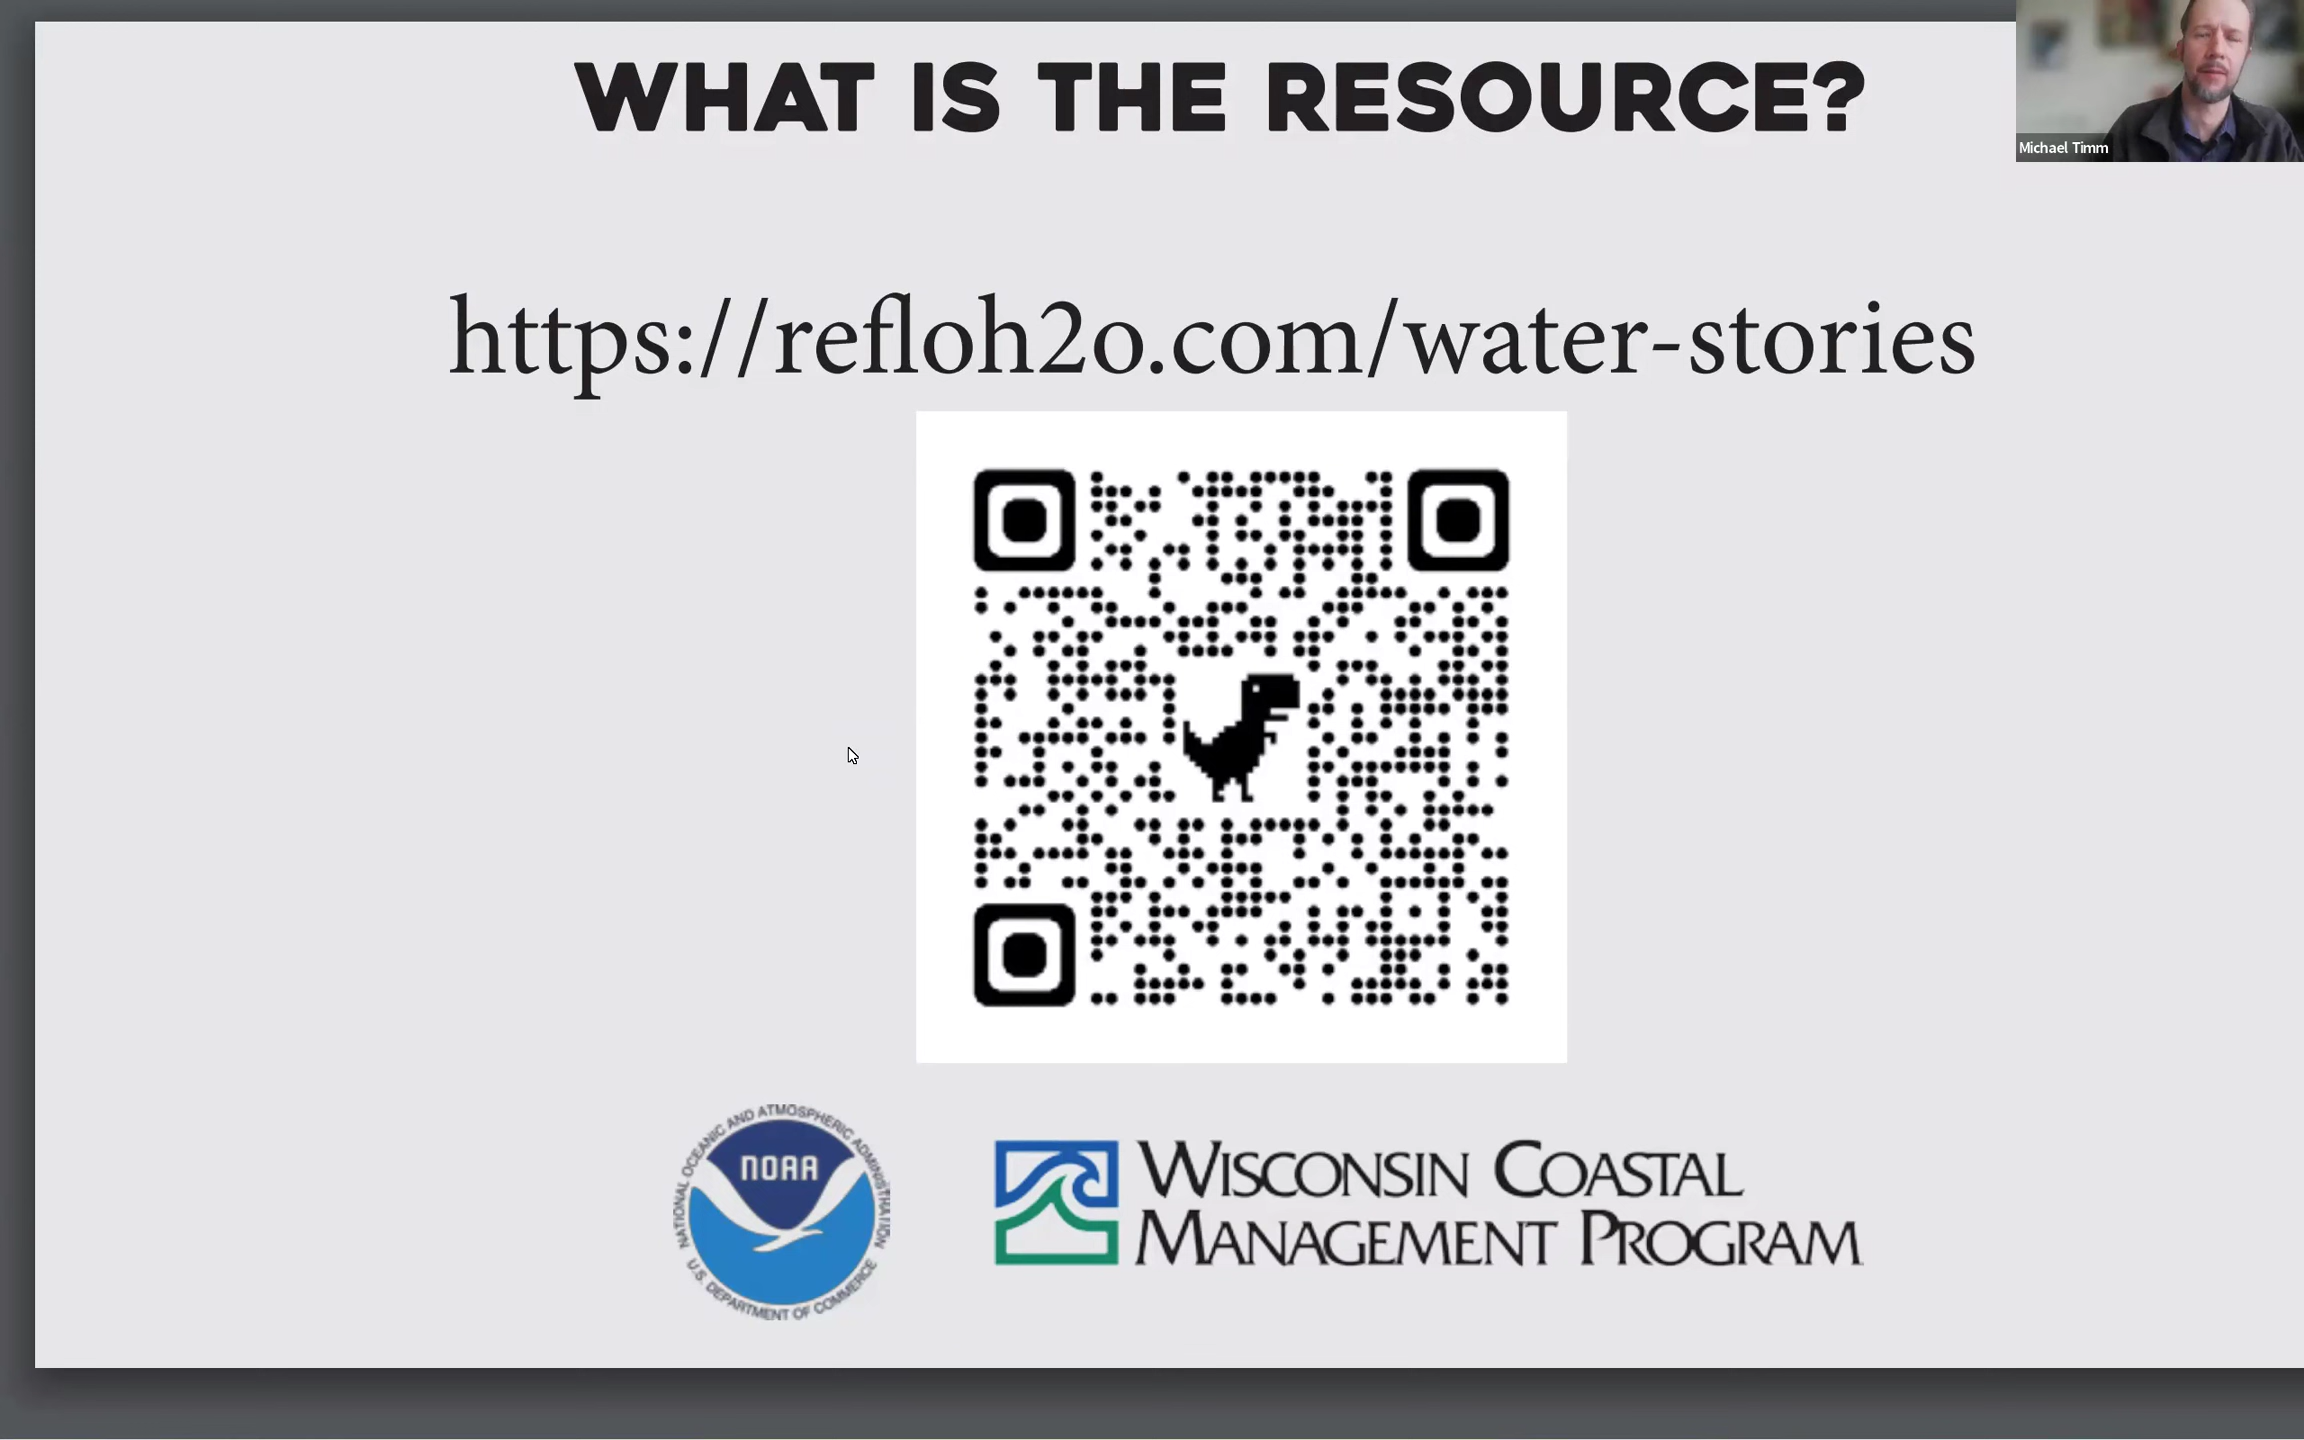 WHAT IS THE RESOURCE?
Michael Timm
https://refloh2o.com/water-stories
NATIONAL OCEANIC AND ATMOSPHERIC ADMINISTRATION
NOAA
U.S. DEPARTMENT OF COMMERCE
WISCONSIN COASTAL
MANAGEMENT PROGRAM